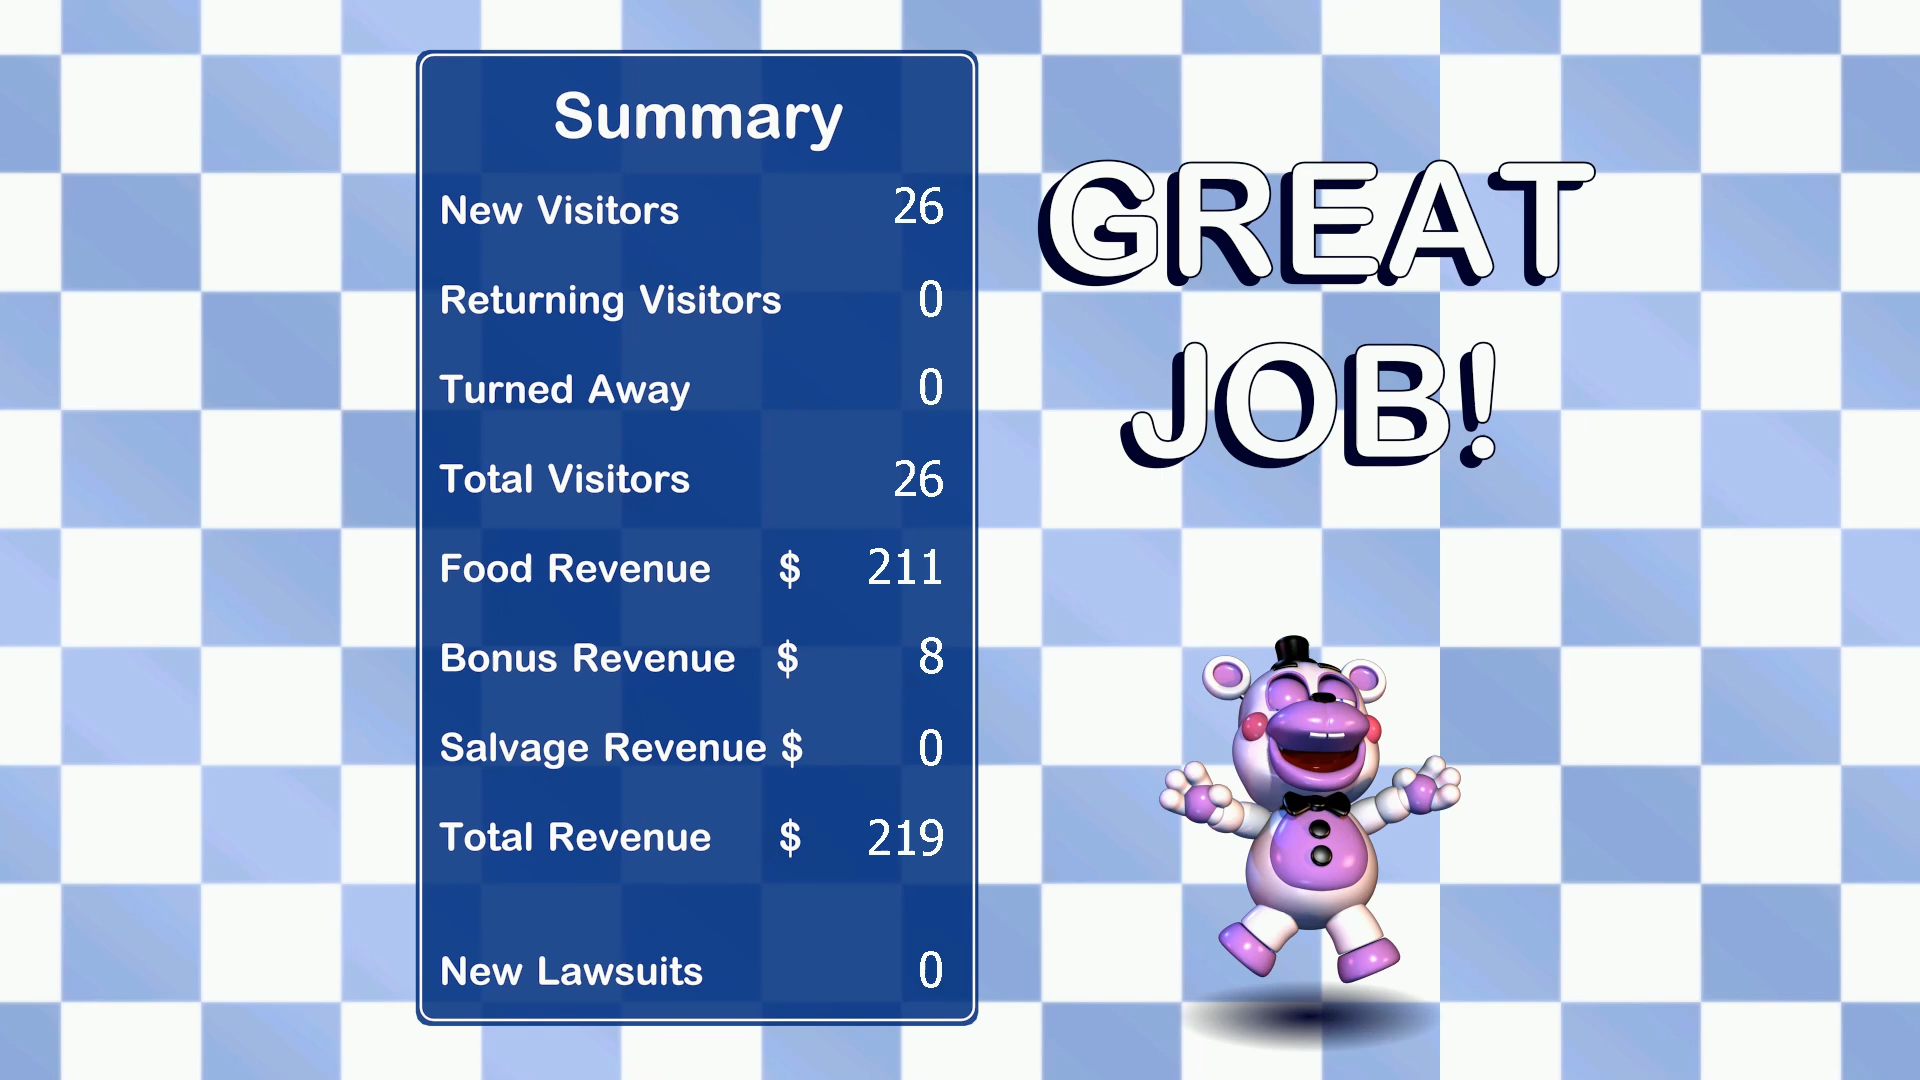 Summary
New Visitors 26
Returning Visitors 0
Turned Away 0
Total Visitors 26
Food Revenue $ 211
Bonus Revenue $ 8
Salvage Revenue $ 0
Total Revenue $ 219
New Lawsuits 0
GREAT
JOB!